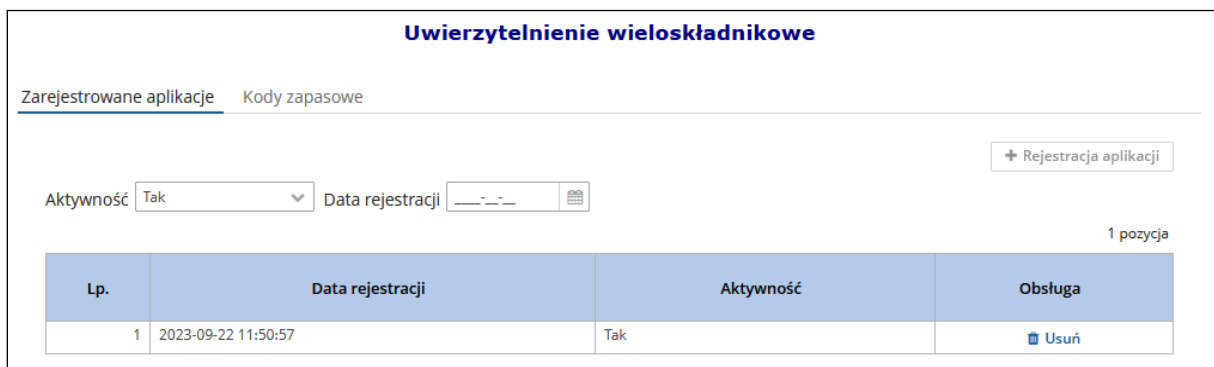 Uwierzytelnienie wieloskładnikowe
Zarejestrowane aplikacje Kody zapasowe
+ Rejestracja aplikacji
Aktywność Tak Data rejestracji ____-__-__
1 pozycja
Lp. Data rejestracji Aktywność Obsługa
1 2023-09-22 11:50:57 Tak Usuń